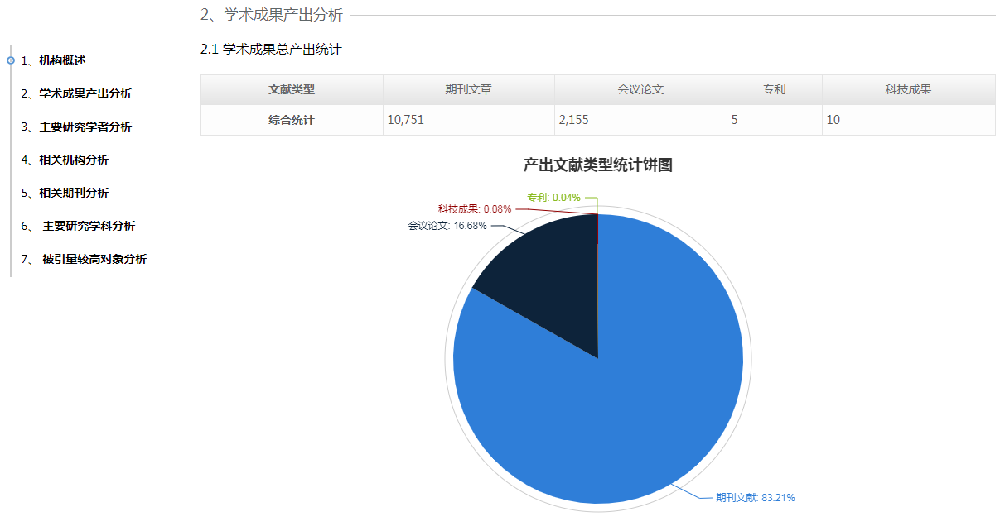 2、学术成果产出分析
2.1 学术成果总产出统计
1、机构概述
2、学术成果产出分析
3、主要研究学者分析
4、相关机构分析
5、相关期刊分析
6、 主要研究学科分析
7、 被引量较高对象分析
文献类型 期刊文章 会议论文 专利 科技成果
综合统计 10,751 2,155 5 10
产出文献类型统计饼图
专利: 0.04%
科技成果: 0.08%
会议论文: 16.68%
期刊文献: 83.21%